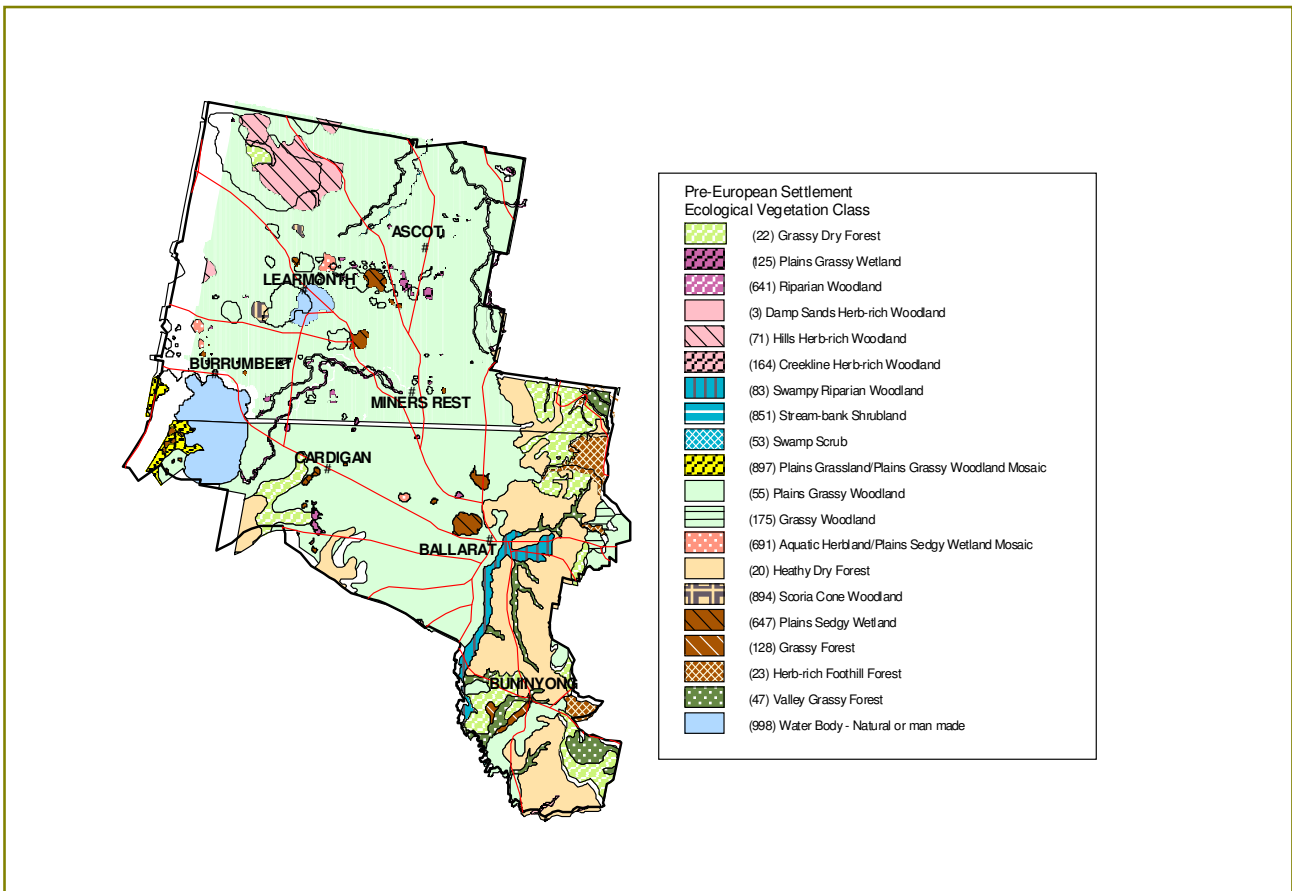 Pre-European Settlement
Ecological Vegetation Class
(22) Grassy Dry Forest
(125) Plains Grassy Wetland
(641) Riparian Woodland
(3) Damp Sands Herb-rich Woodland
(71) Hills Herb-rich Woodland
(164) Creekline Herb-rich Woodland
(83) Swampy Riparian Woodland
(851) Stream-bank Shrubland
(53) Swamp Scrub
(897) Plains Grassland/Plains Grassy Woodland Mosaic
(55) Plains Grassy Woodland
(175) Grassy Woodland
(691) Aquatic Herbland/Plains Sedgy Wetland Mosaic
(20) Heathy Dry Forest
(894) Scoria Cone Woodland
(647) Plains Sedgy Wetland
(128) Grassy Forest
(23) Herb-rich Foothill Forest
(47) Valley Grassy Forest
(998) Water Body - Natural or man made
ASCOT
#
LEARMONTH
#
BURRUMBEET
#
MINERS REST
#
CARDIGAN
#
BALLARAT
#
BUNINYONG
#